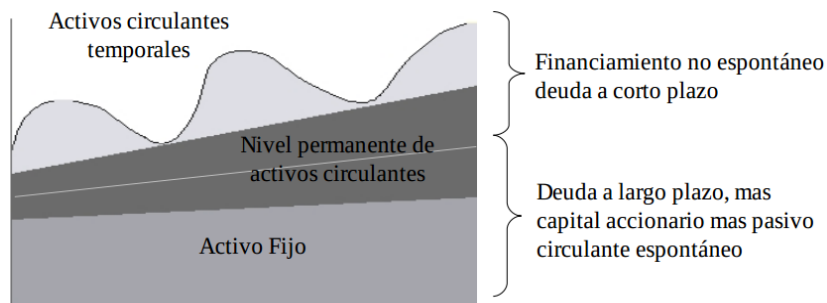 Activos circulantes
temporales
Financiamiento no espontáneo
deuda a corto plazo
Nivel permanente de
activos circulantes
Deuda a largo plazo, mas
capital accionario mas pasivo
circulante espontáneo
Activo Fijo